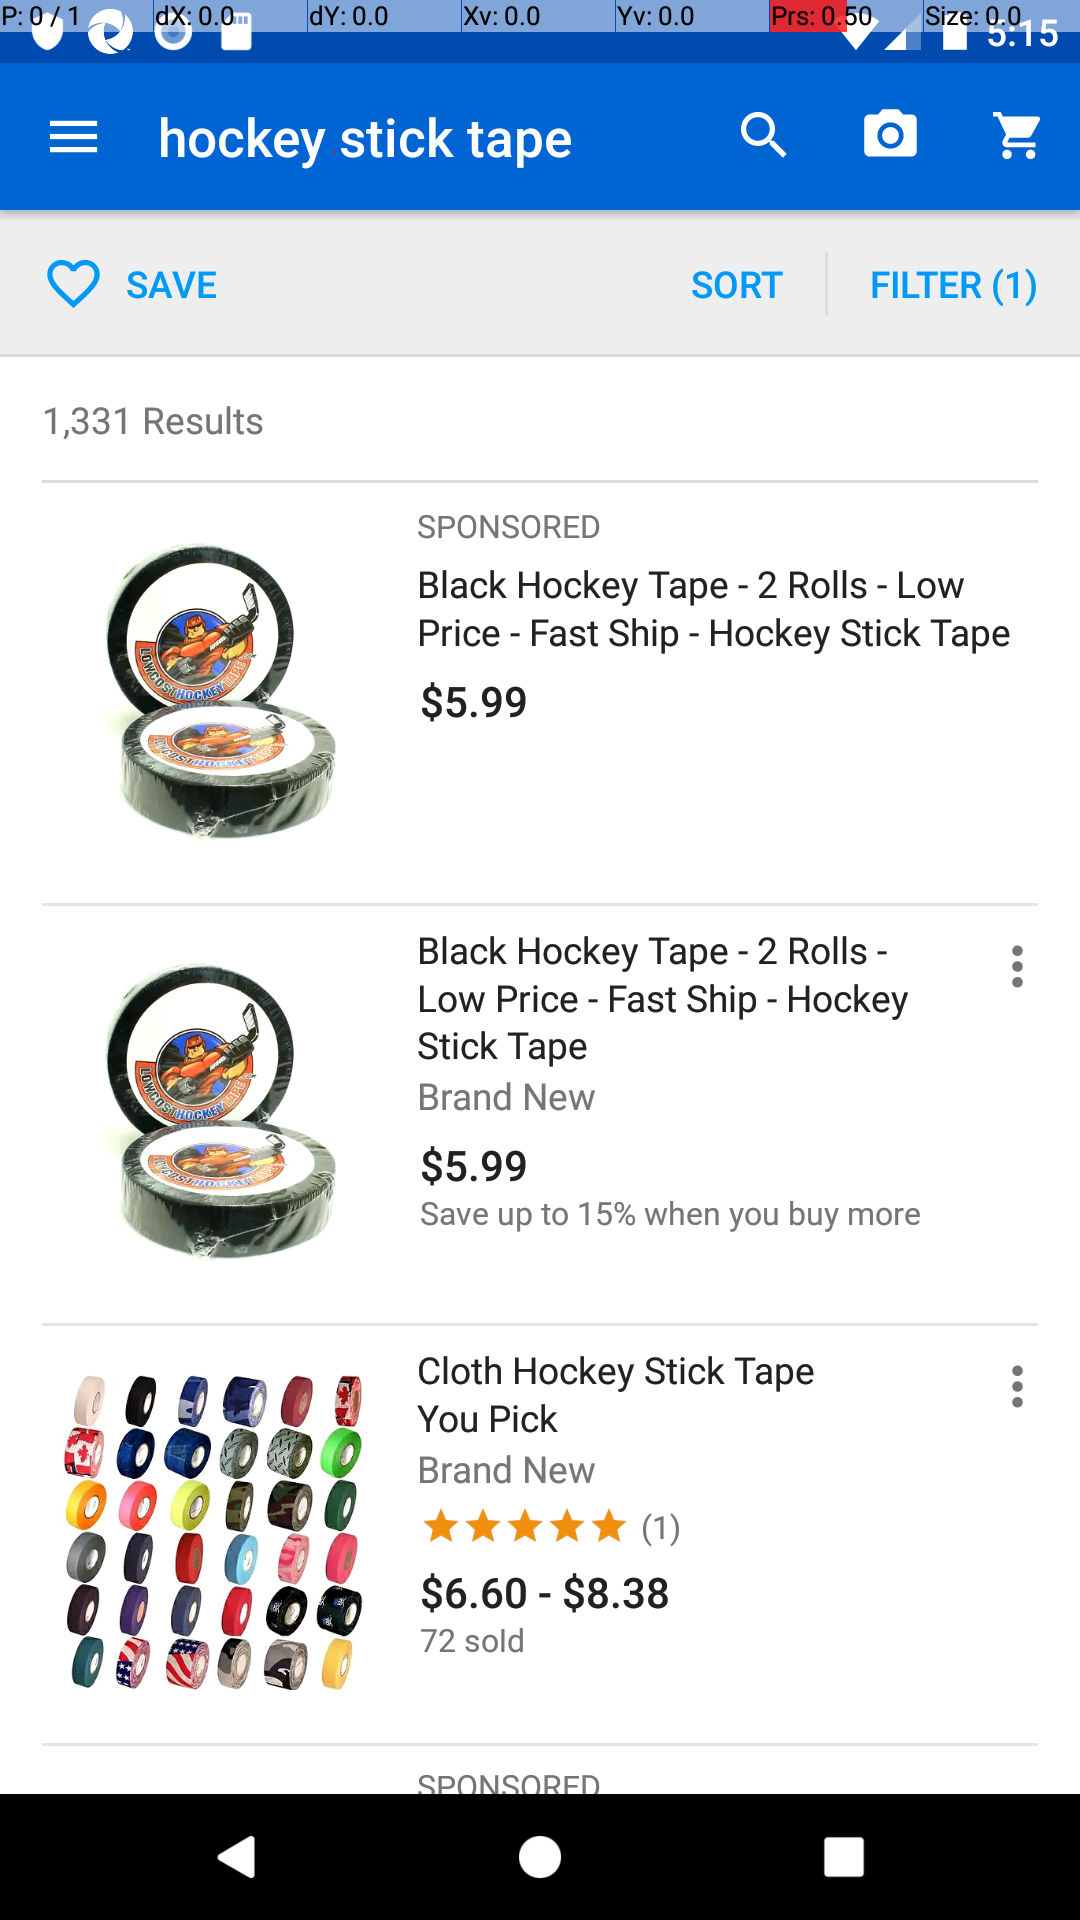 P: 0 / 1 dX: 0.0 dY: 0.0 Xv: 0.0 Yv: 0.0 Prs: 0.50 Size: 0.0
5:15
hockey stick tape
SAVE SORT FILTER (1)
1,331 Results
SPONSORED
Black Hockey Tape - 2 Rolls - Low
Price - Fast Ship - Hockey Stick Tape
$5.99
LOWCOSTHOCKEYTAPE
Black Hockey Tape - 2 Rolls -
Low Price - Fast Ship - Hockey
Stick Tape
Brand New
$5.99
Save up to 15% when you buy more
LOWCOSTHOCKEYTAPE
Cloth Hockey Stick Tape
You Pick
Brand New
(1)
$6.60 - $8.38
72 sold
SPONSORED